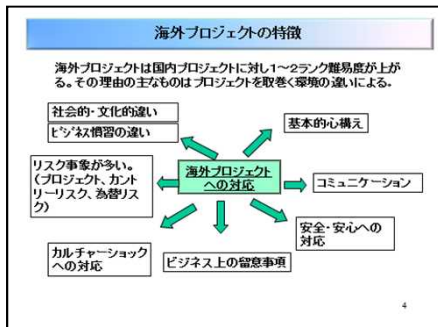 海外プロジェクトの特徴
海外プロジェクトは国内プロジェクトに対し1～2ランク難易度が上が
る。その理由の主なものはプロジェクトを取巻く環境の違いによる。
社会的・文化的違い
ﾋﾞｼﾞﾈｽ慣習の違い
基本的心構え
リスク事象が多い。
(プロジェクト、カント
リーリスク、為替リス
ク)
海外プロジェクト
への対応
コミュニケーション
安全・安心への
対応
カルチャーショック
への対応
ビジネス上の留意事項
4